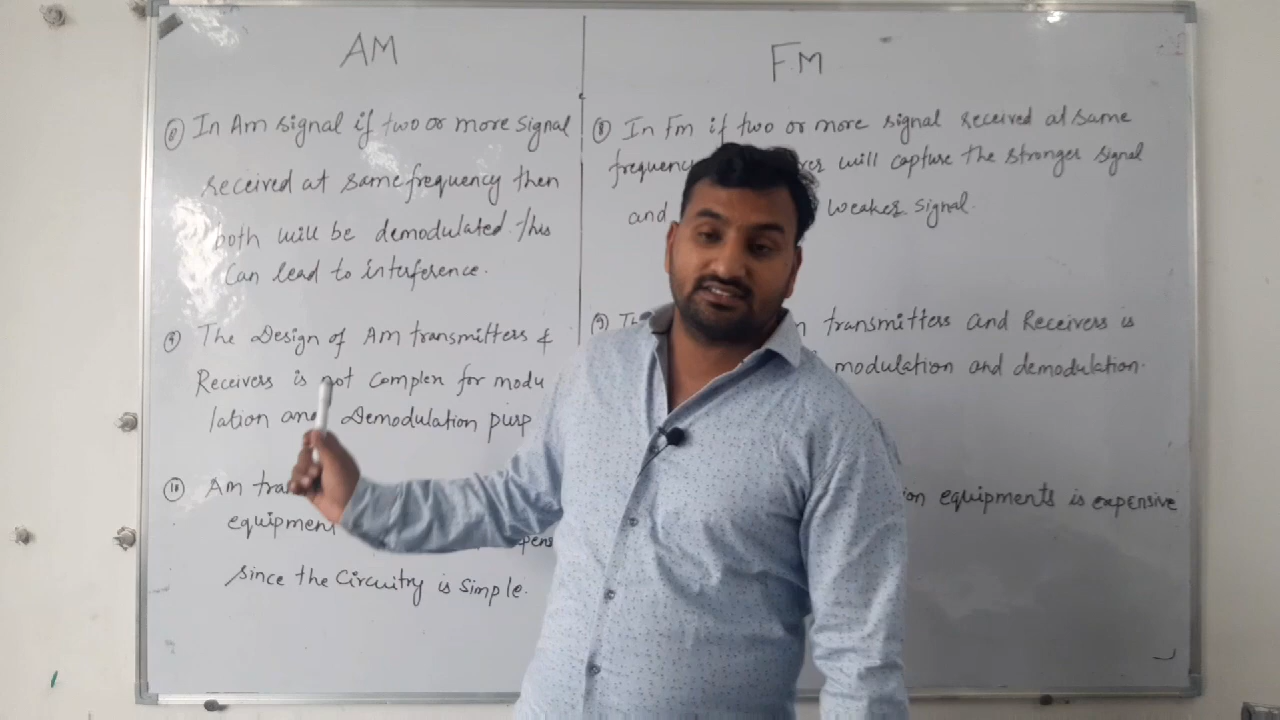 AM
⑧ In Am signal if two or more signal
received at same frequency then
both will be demodulated. This
Can lead to interference.
⑨ The Design of AM transmitters &
Receivers is not Complex for modu
lation and Demodulation purp
⑩ Am
equipment
since the Circuitry is simple.
FM
⑧ In Fm if two or more signal received at same
frequency will capture the stronger signal
and weaker signal.
⑨ transmitters and Receivers is
modulation and demodulation.
equipments is expensive